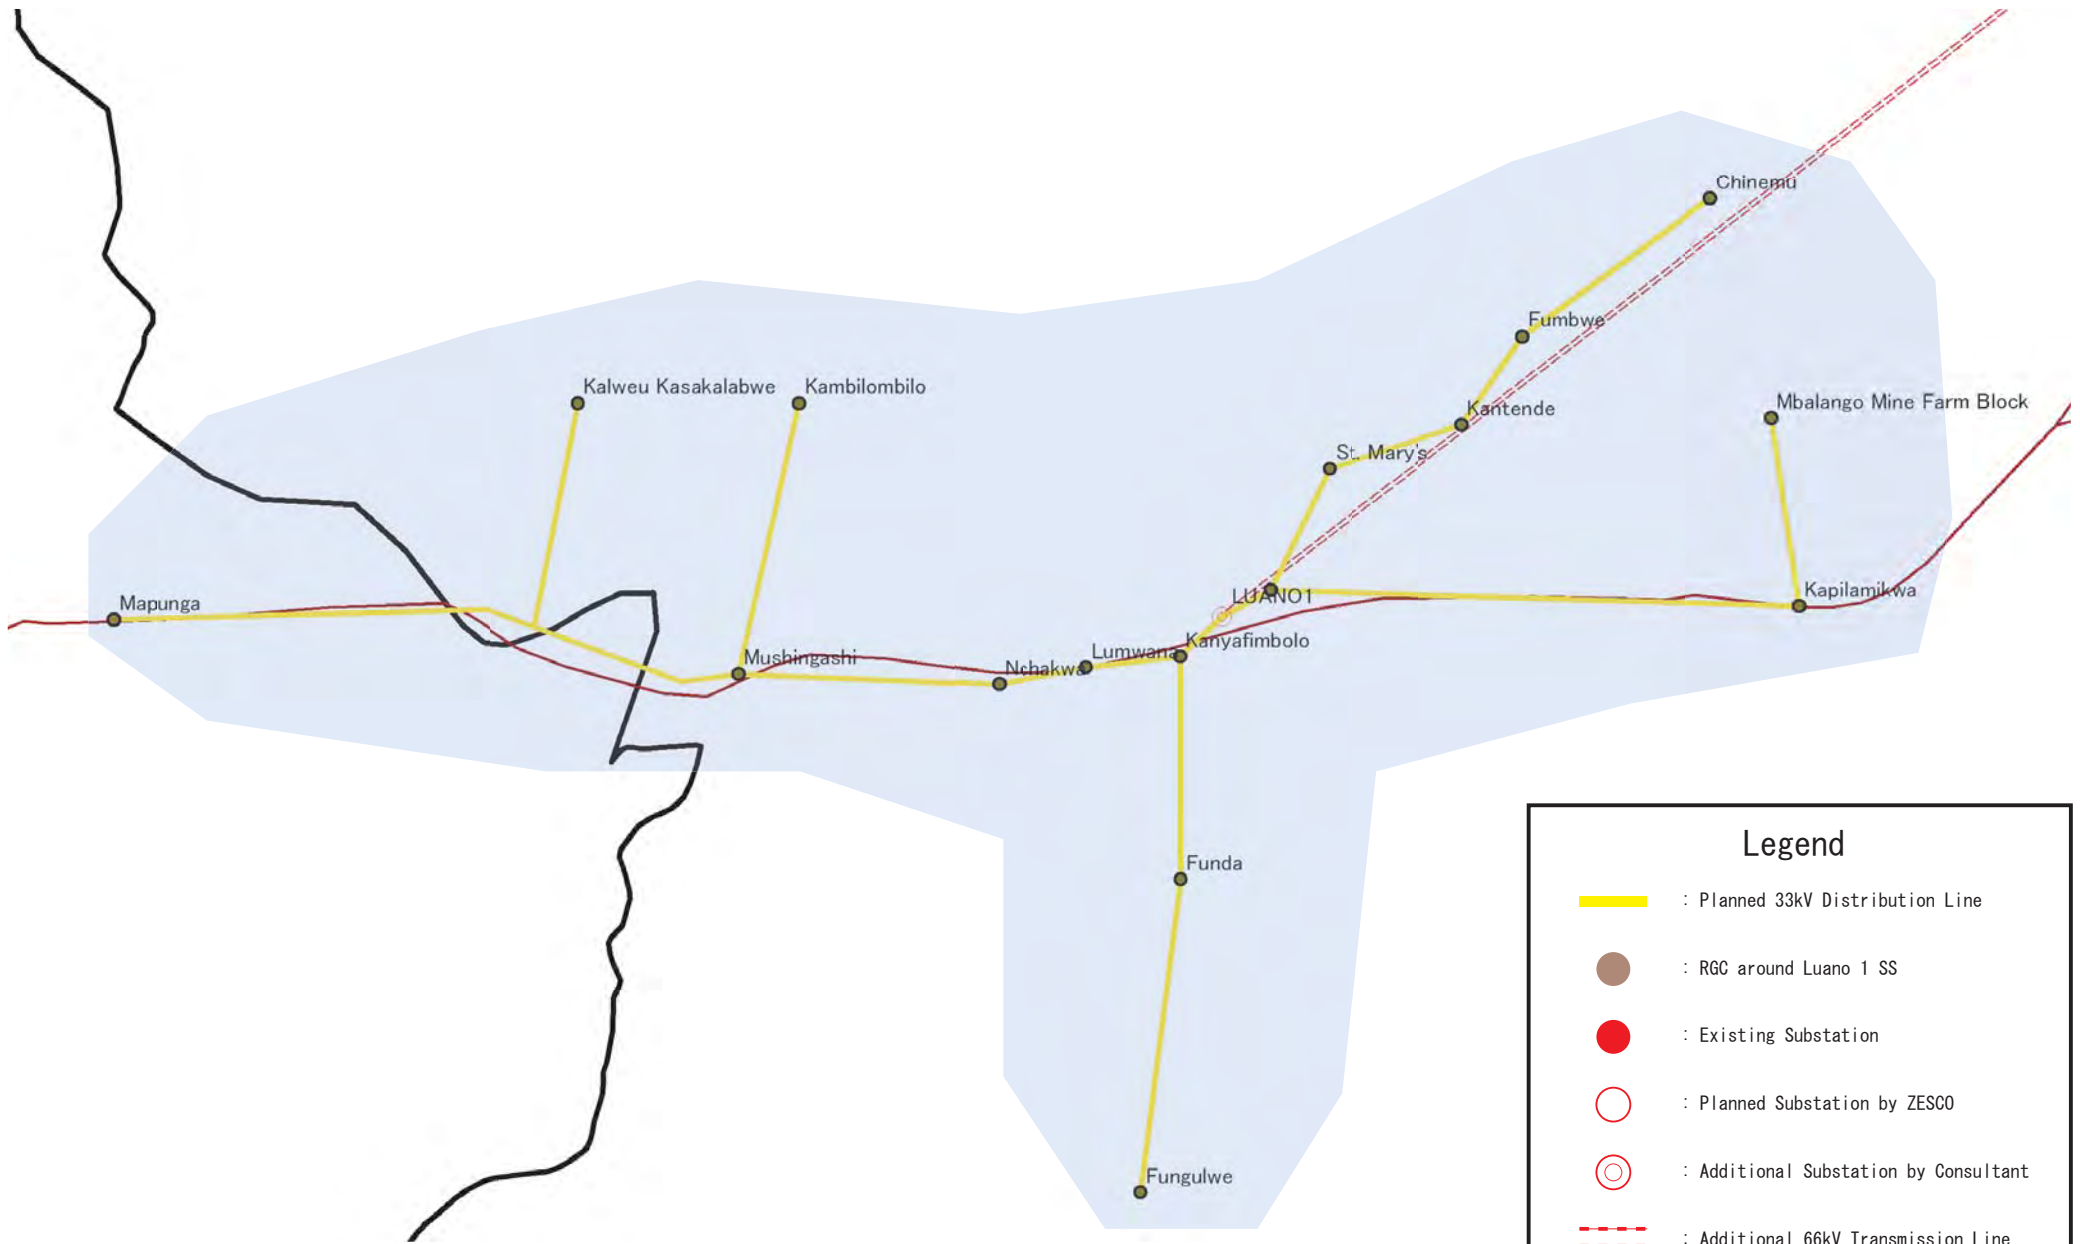 Chinemu
Fumbwe
Kalweu Kasakalabwe
Kambilombilo
Kantende
Mbalango Mine Farm Block
St. Mary's
Mapunga
LUANO1
Kapilamikwa
Kanyafimbolo
Lumwana
Mushingashi
Nchakwa
Funda
Fungulwe
Legend
: Planned 33kV Distribution Line
: RGC around Luano 1 SS
: Existing Substation
: Planned Substation by ZESCO
: Additional Substation by Consultant
: Additional 66kV Transmission Line